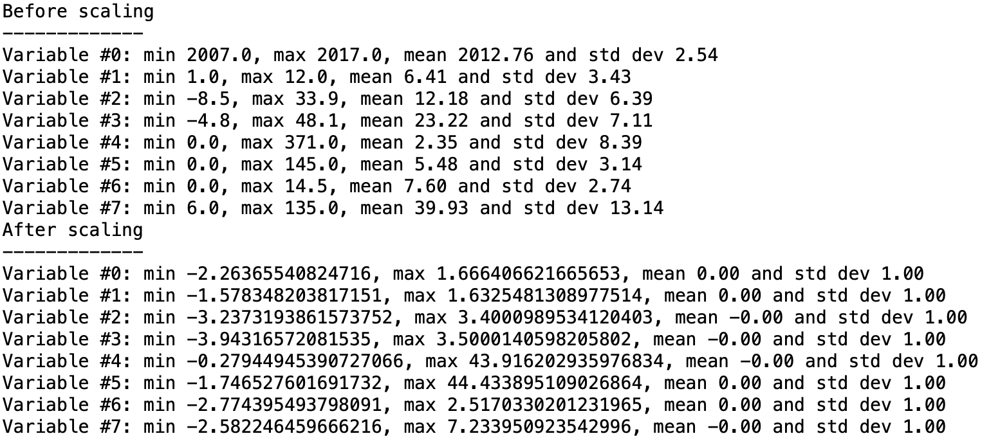 Before scaling
-------------
Variable #0: min 2007.0, max 2017.0, mean 2012.76 and std dev 2.54
Variable #1: min 1.0, max 12.0, mean 6.41 and std dev 3.43
Variable #2: min -8.5, max 33.9, mean 12.18 and std dev 6.39
Variable #3: min -4.8, max 48.1, mean 23.22 and std dev 7.11
Variable #4: min 0.0, max 371.0, mean 2.35 and std dev 8.39
Variable #5: min 0.0, max 145.0, mean 5.48 and std dev 3.14
Variable #6: min 0.0, max 14.5, mean 7.60 and std dev 2.74
Variable #7: min 6.0, max 135.0, mean 39.93 and std dev 13.14
After scaling
-------------
Variable #0: min -2.26365540824716, max 1.666406621665653, mean 0.00 and std dev 1.00
Variable #1: min -1.578348203817151, max 1.6325481308977514, mean 0.00 and std dev 1.00
Variable #2: min -3.2373193861573752, max 3.4000989534120403, mean -0.00 and std dev 1.00
Variable #3: min -3.94316572081535, max 3.5000140598205802, mean -0.00 and std dev 1.00
Variable #4: min -0.27944945390727066, max 43.916202935976834, mean -0.00 and std dev 1.00
Variable #5: min -1.746527601691732, max 44.433895109026864, mean 0.00 and std dev 1.00
Variable #6: min -2.774395493798091, max 2.5170330201231965, mean 0.00 and std dev 1.00
Variable #7: min -2.582246459666216, max 7.233950923542996, mean -0.00 and std dev 1.00